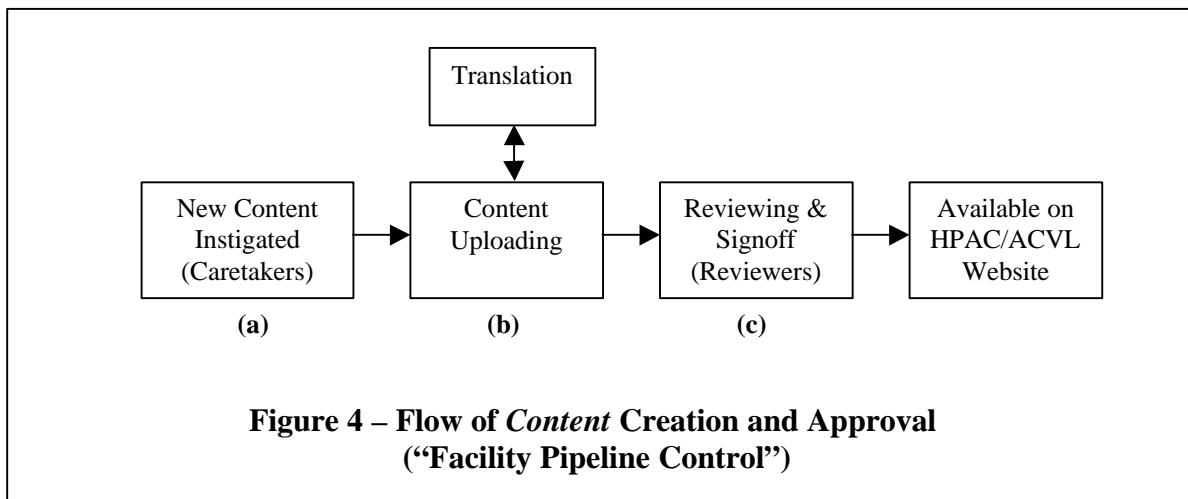 Translation
New Content
Instigated
(Caretakers)
Content
Uploading
Reviewing &
Signoff
(Reviewers)
Available on
HPAC/ACVL
Website
(a)
(b)
(c)
Figure 4 – Flow of Content Creation and Approval
(“Facility Pipeline Control”)